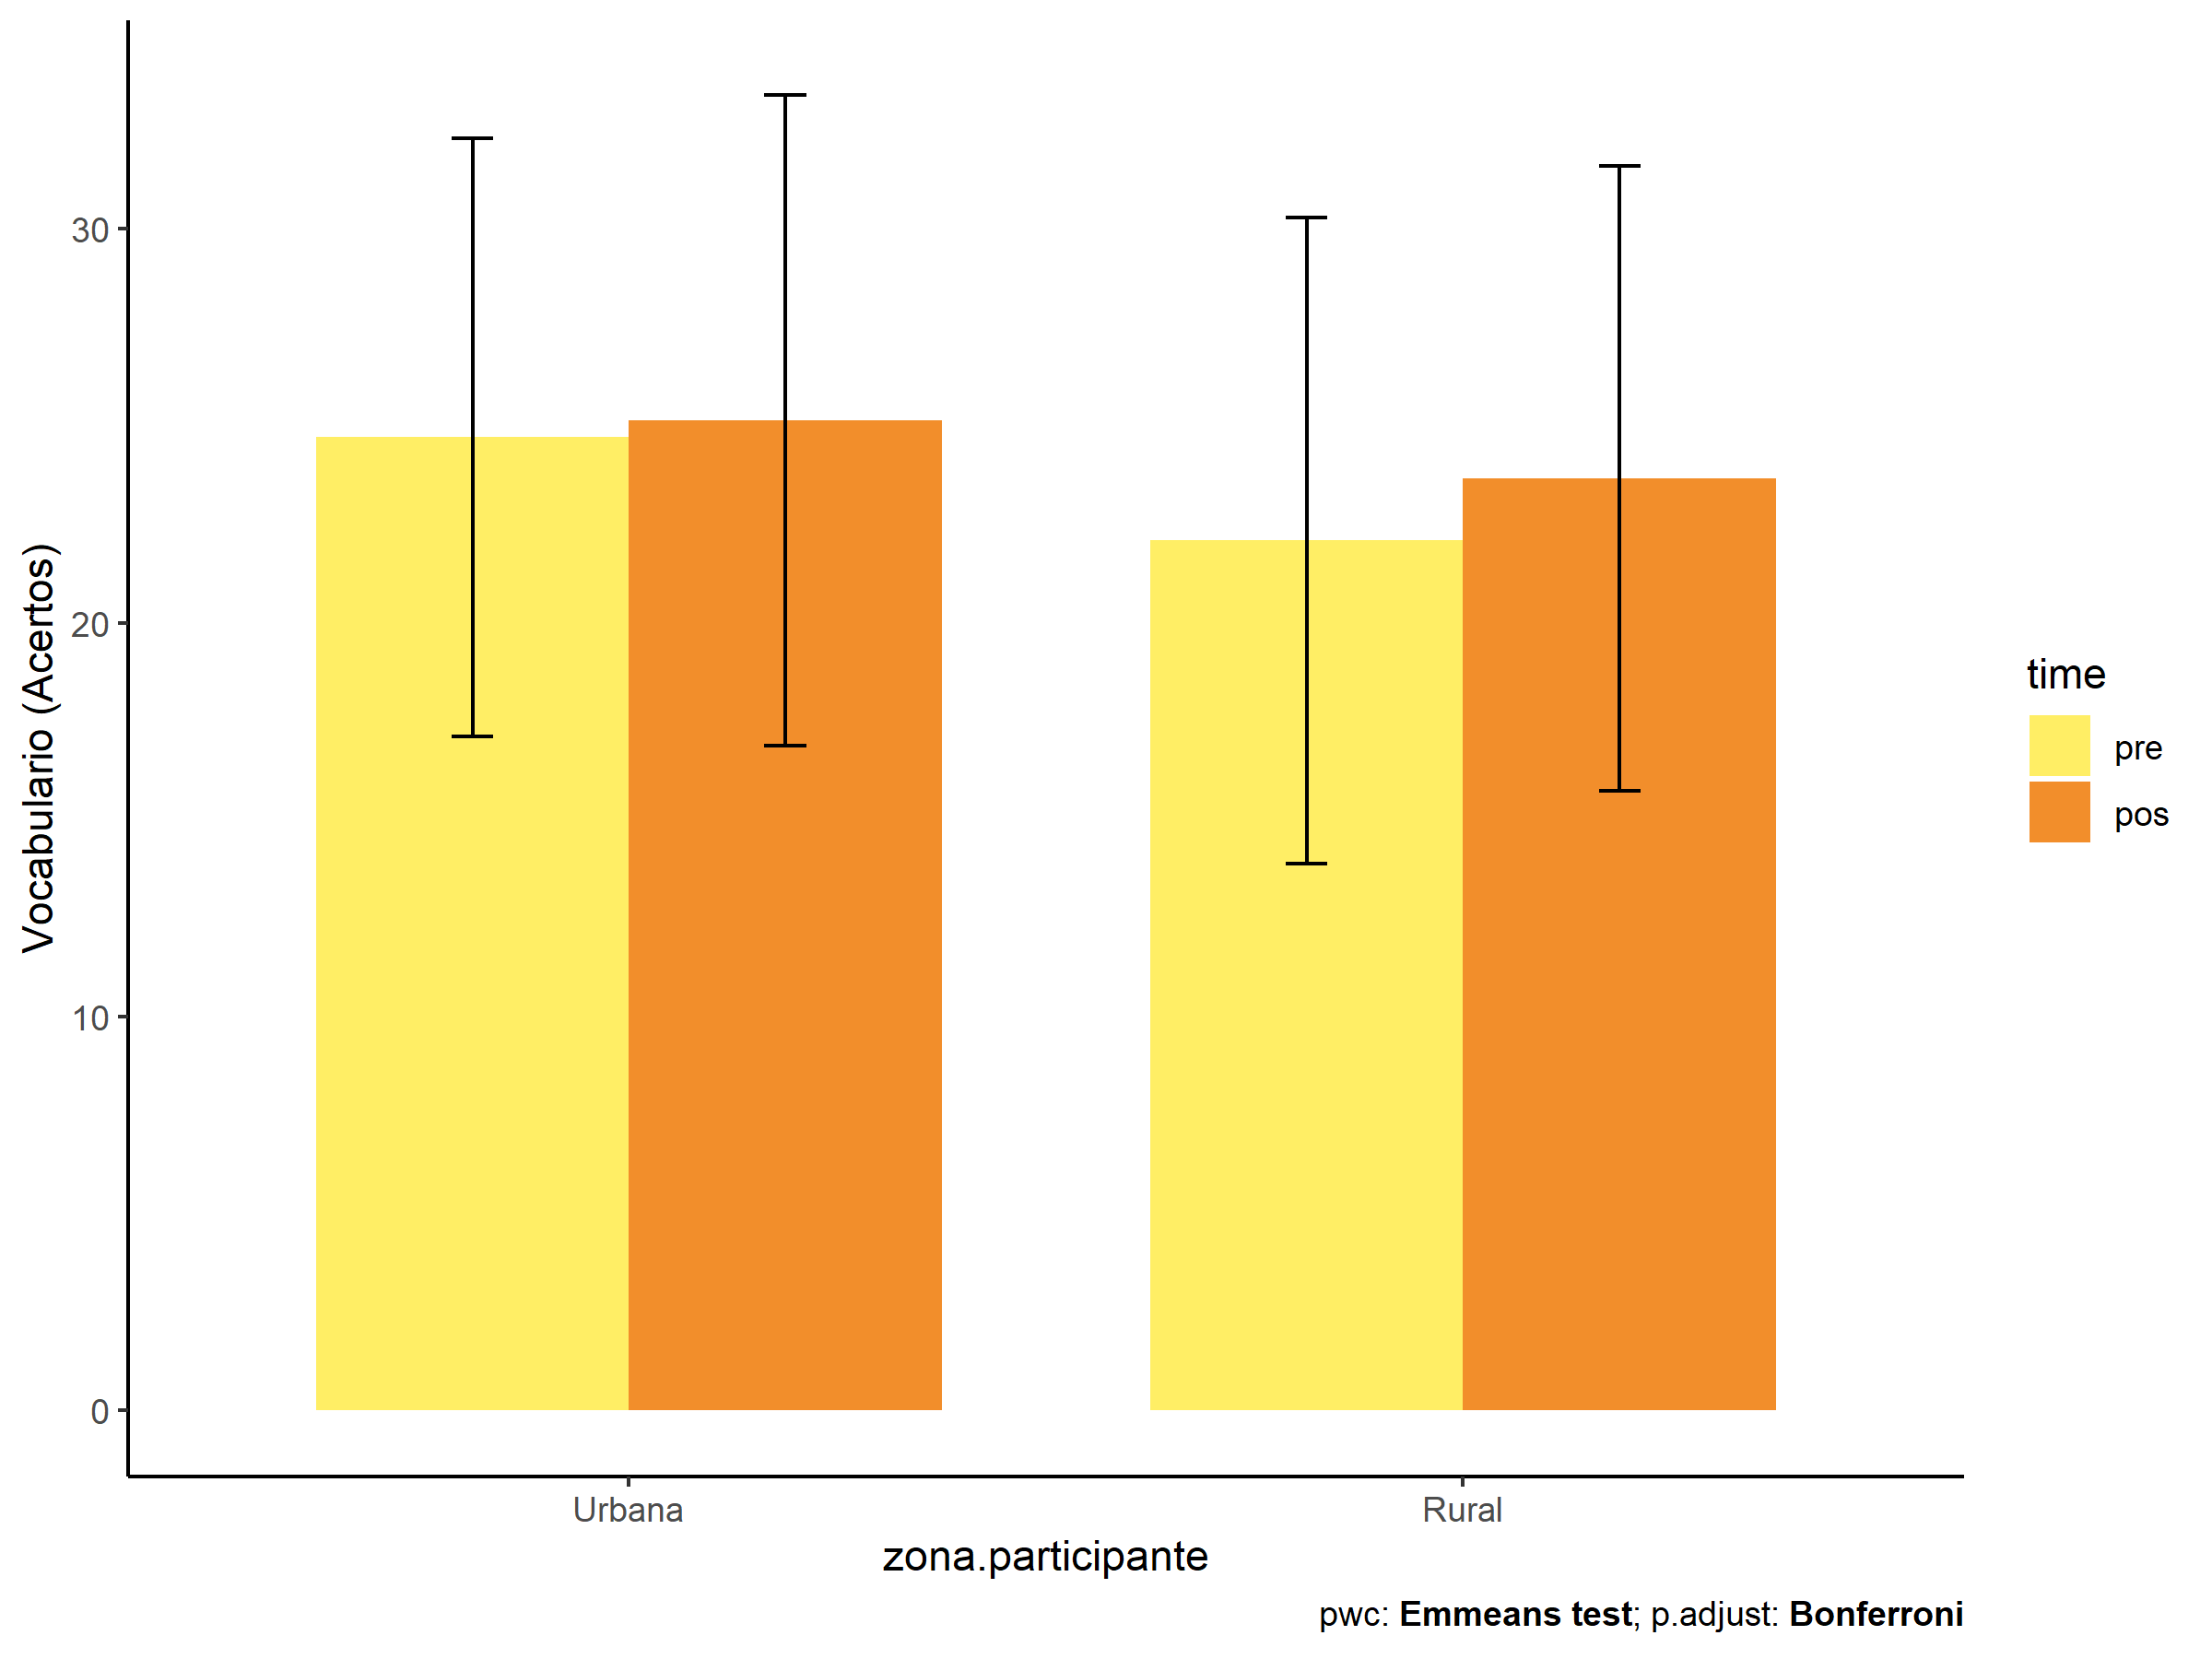 Vocabulario (Acertos)
30
20
10
0
Urbana
Rural
zona.participante
time
pre
pos
pwc: Emmeans test; p.adjust: Bonferroni